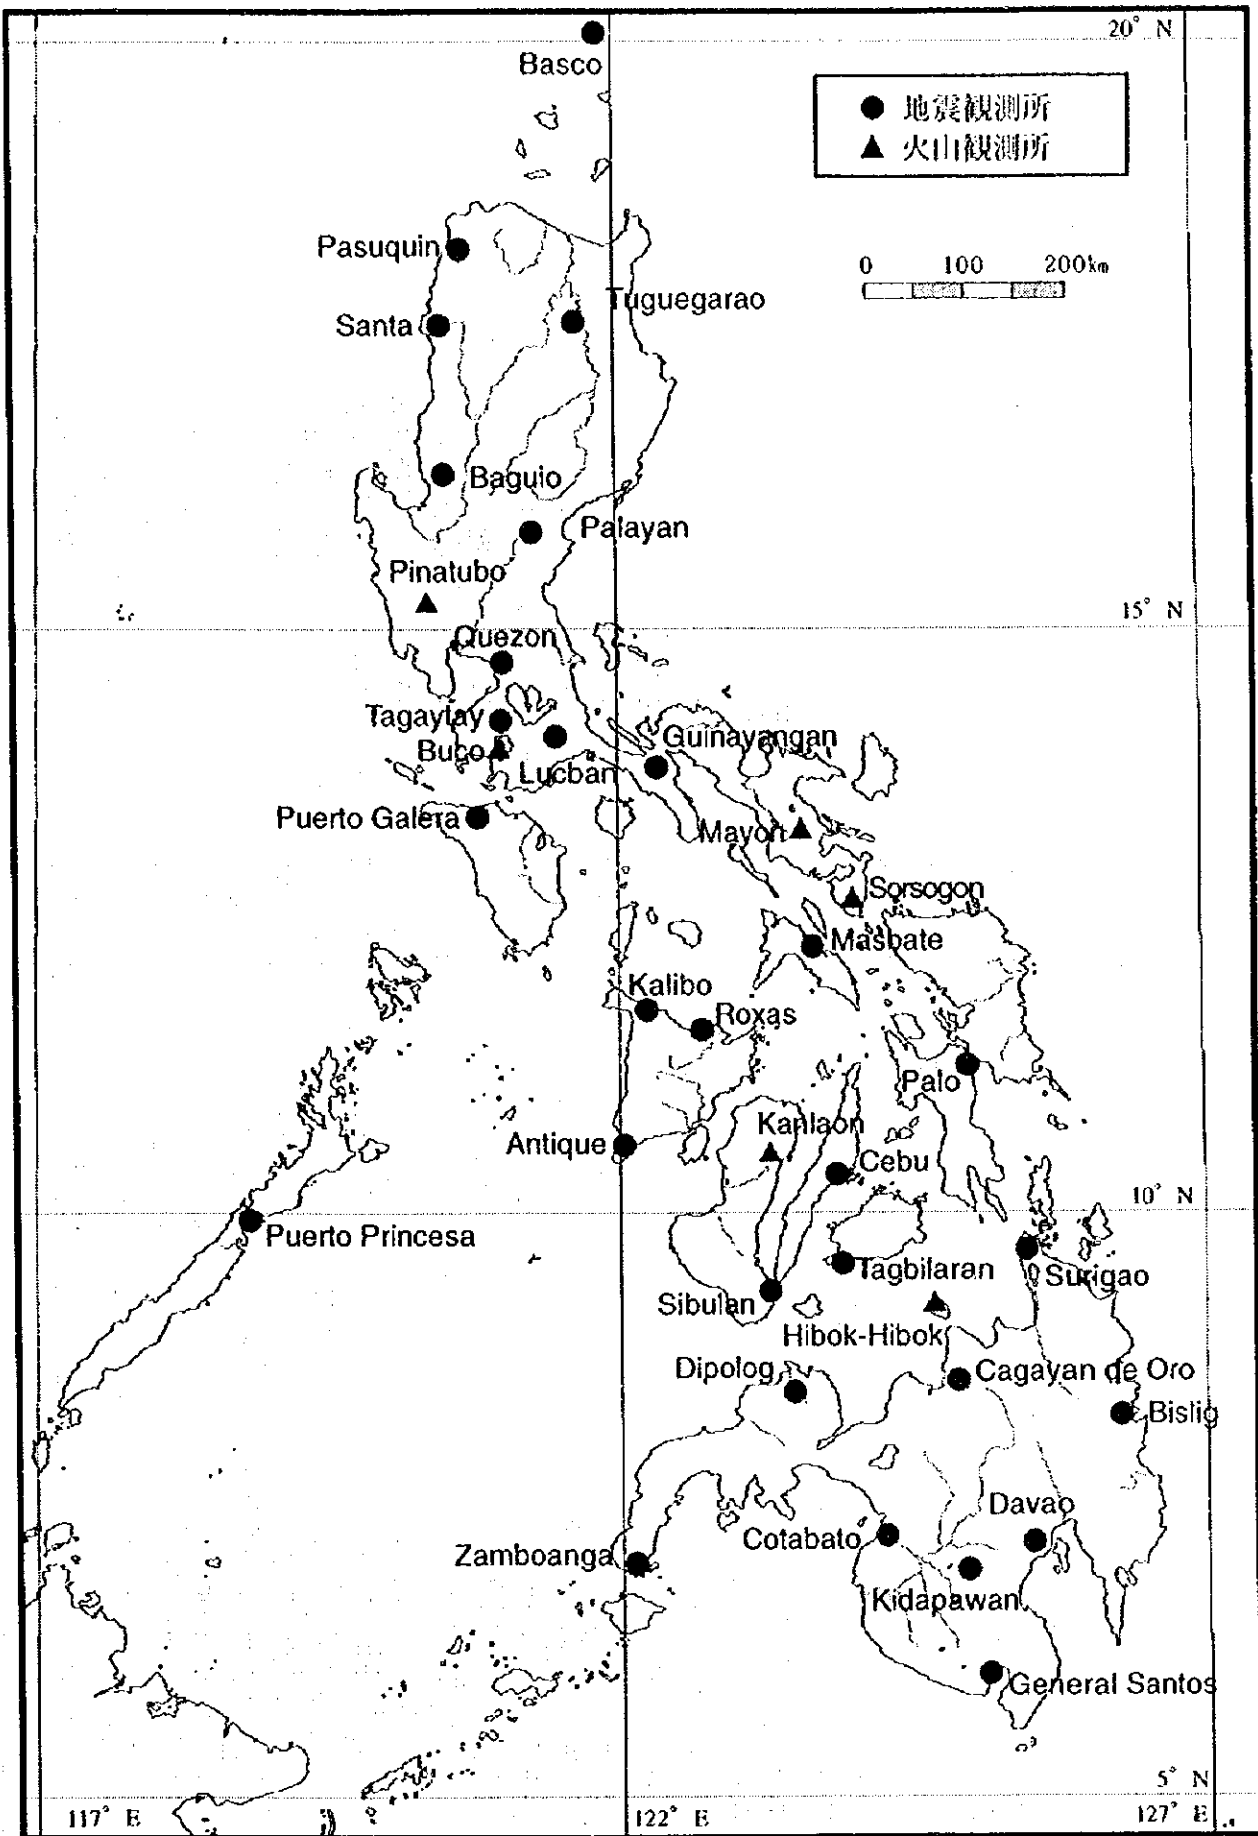 20° N
Basco
● 地震観測所
▲ 火山観測所
Pasuquin
0 100 200km
Tuguegarao
Santa
Baguio
Palayan
Pinatubo
15° N
Quezon
Tagaytay
Guinayangan
Buco
Lucban
Puerto Galera
Mayon
Sorsogon
Masbate
Kalibo
Roxas
Palo
Kanlaon
Antique
Cebu
10° N
Puerto Princesa
Tagbilaran
Surigao
Sibulan
Hibok-Hibok
Dipolog
Cagayan de Oro
Bislig
Davao
Cotabato
Zamboanga
Kidapawan
General Santos
5° N
117° E
122° E
127° E